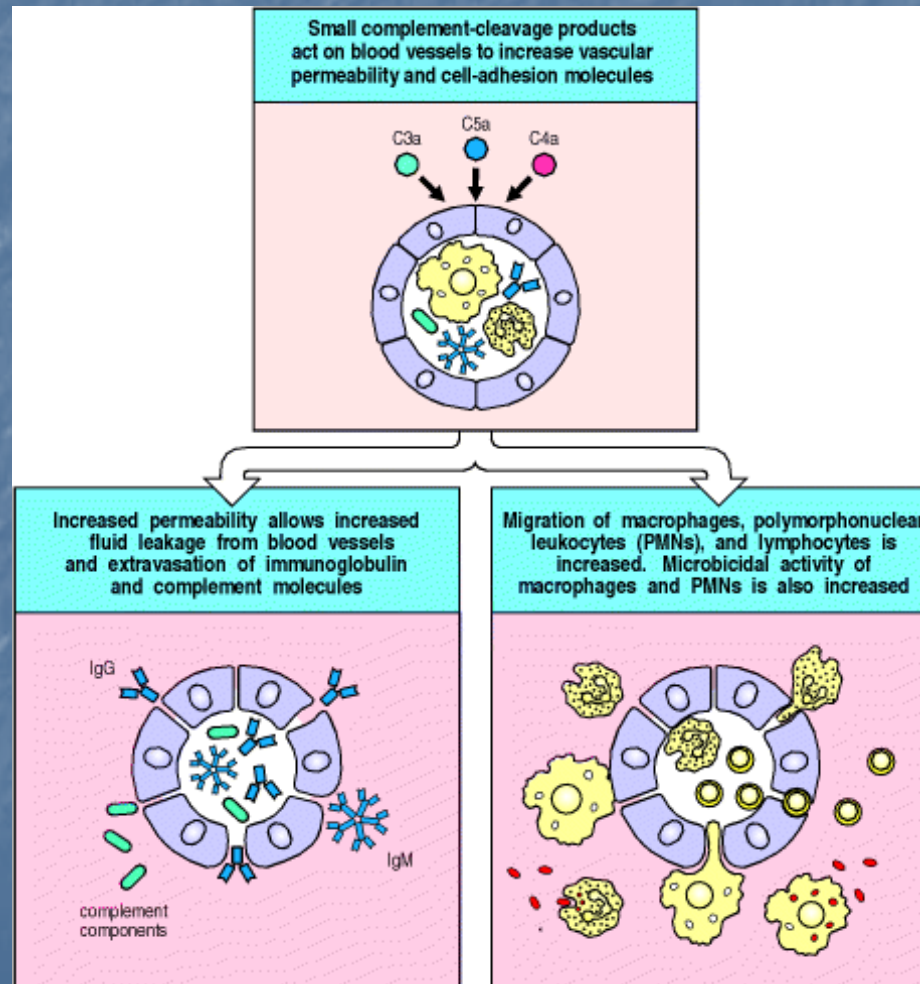 Small complement-cleavage products
act on blood vessels to increase vascular
permeability and cell-adhesion molecules
C3a
C5a
C4a
Increased permeability allows increased
fluid leakage from blood vessels
and extravasation of immunoglobulin
and complement molecules
IgG
IgM
complement
components
Migration of macrophages, polymorphonuclear
leukocytes (PMNs), and lymphocytes is
increased. Microbicidal activity of
macrophages and PMNs is also increased